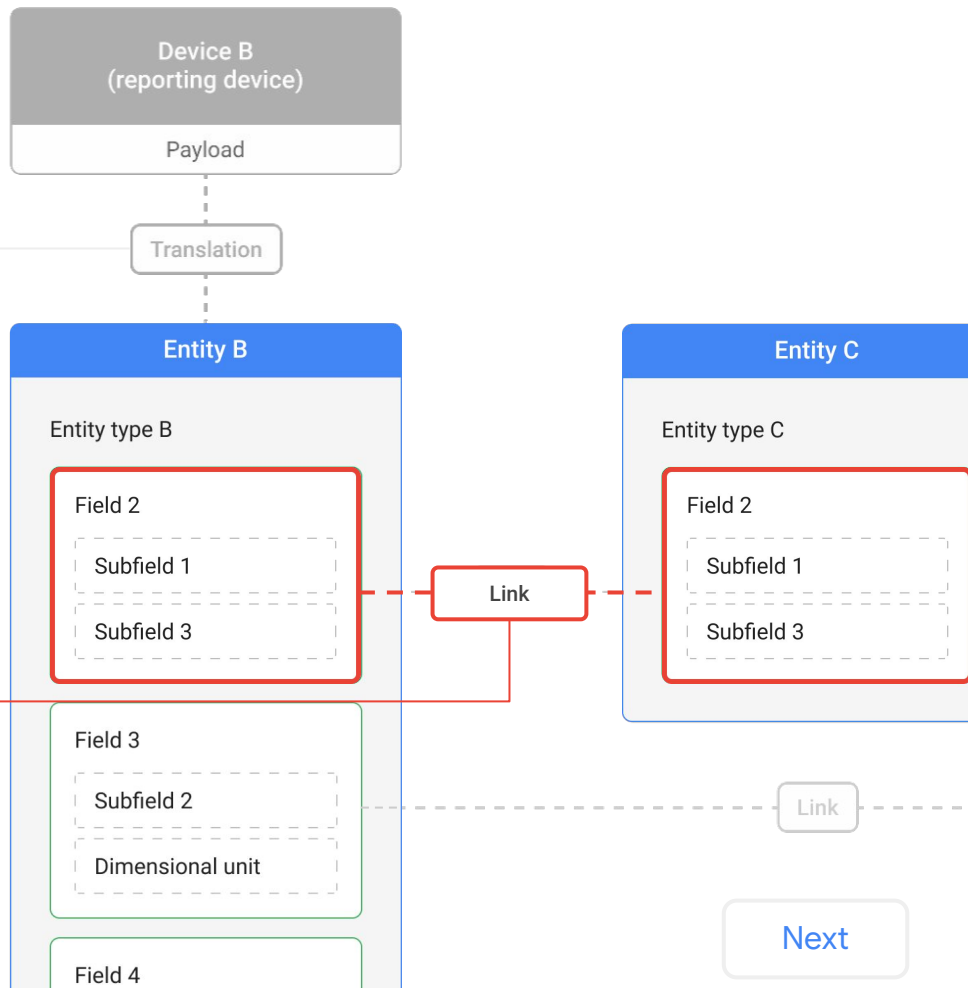 Device B
(reporting device)
Payload
Translation
Entity B
Entity type B
Field 2
Subfield 1
Subfield 3
Link
Entity C
Entity type C
Field 2
Subfield 1
Subfield 3
Field 3
Subfield 2
Dimensional unit
Link
Field 4
Next